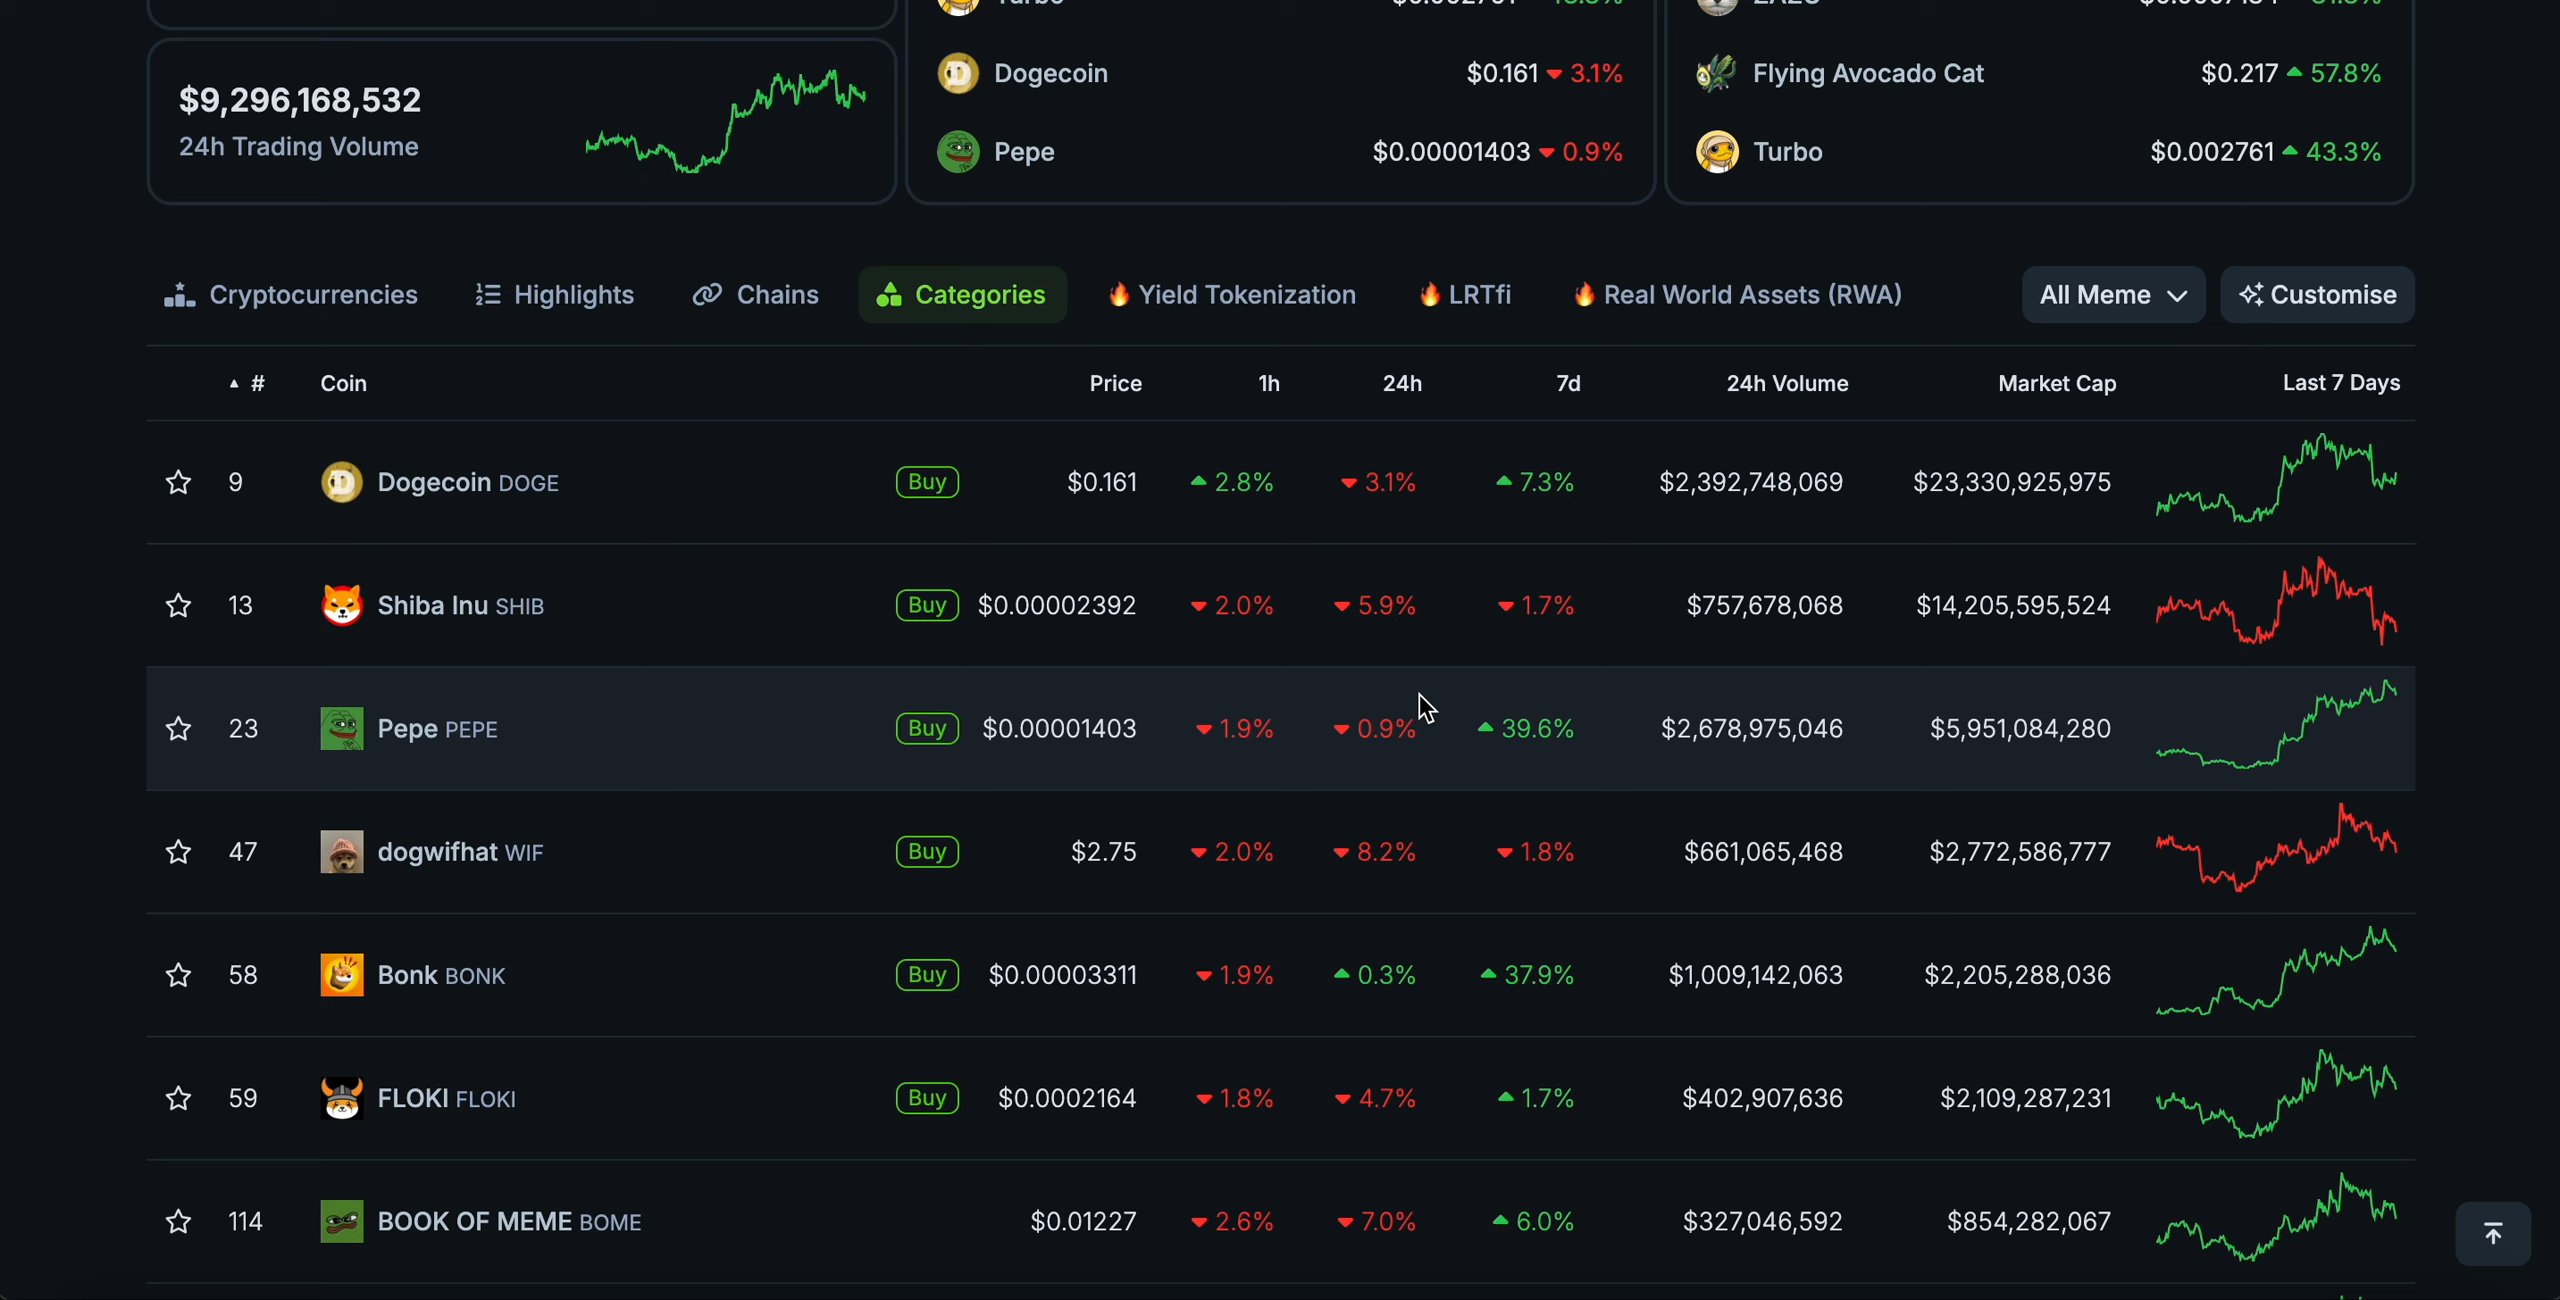 $9,296,168,532
24h Trading Volume
Dogecoin $0.161 3.1%
Pepe $0.00001403 0.9%
Flying Avocado Cat $0.217 57.8%
Turbo $0.002761 43.3%
Cryptocurrencies Highlights Chains Categories Yield Tokenization LRTfi Real World Assets (RWA) All Meme Customise
# Coin Price 1h 24h 7d 24h Volume Market Cap Last 7 Days
9 Dogecoin DOGE Buy $0.161 2.8% 3.1% 7.3% $2,392,748,069 $23,330,925,975
13 Shiba Inu SHIB Buy $0.00002392 2.0% 5.9% 1.7% $757,678,068 $14,205,595,524
23 Pepe PEPE Buy $0.00001403 1.9% 0.9% 39.6% $2,678,975,046 $5,951,084,280
47 dogwifhat WIF Buy $2.75 2.0% 8.2% 1.8% $661,065,468 $2,772,586,777
58 Bonk BONK Buy $0.00003311 1.9% 0.3% 37.9% $1,009,142,063 $2,205,288,036
59 FLOKI FLOKI Buy $0.0002164 1.8% 4.7% 1.7% $402,907,636 $2,109,287,231
114 BOOK OF MEME BOME $0.01227 2.6% 7.0% 6.0% $327,046,592 $854,282,067